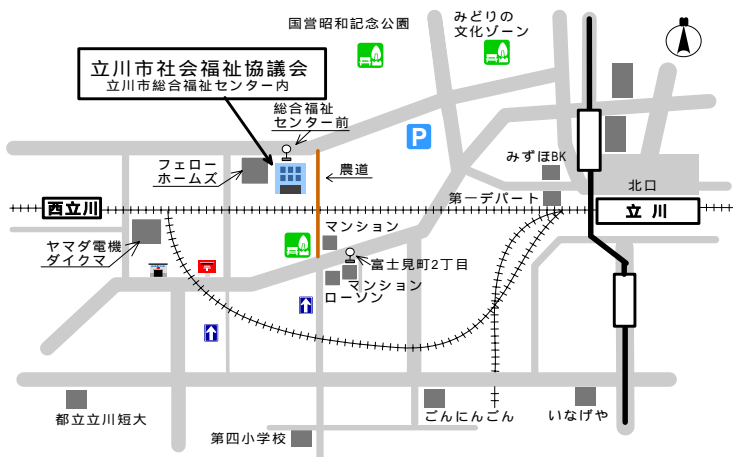 国営昭和記念公園
みどりの
文化ゾーン
立川市社会福祉協議会
立川市総合福祉センター内
総合福祉
センター前
P
フェロー
ホームズ
農道
みずほBK
第一デパート
北口
西立川
立川
マンション
ヤマダ電機
ダイクマ
富士見町2丁目
マンション
ローソン
都立立川短大
第四小学校
ごんにんごん
いなげや